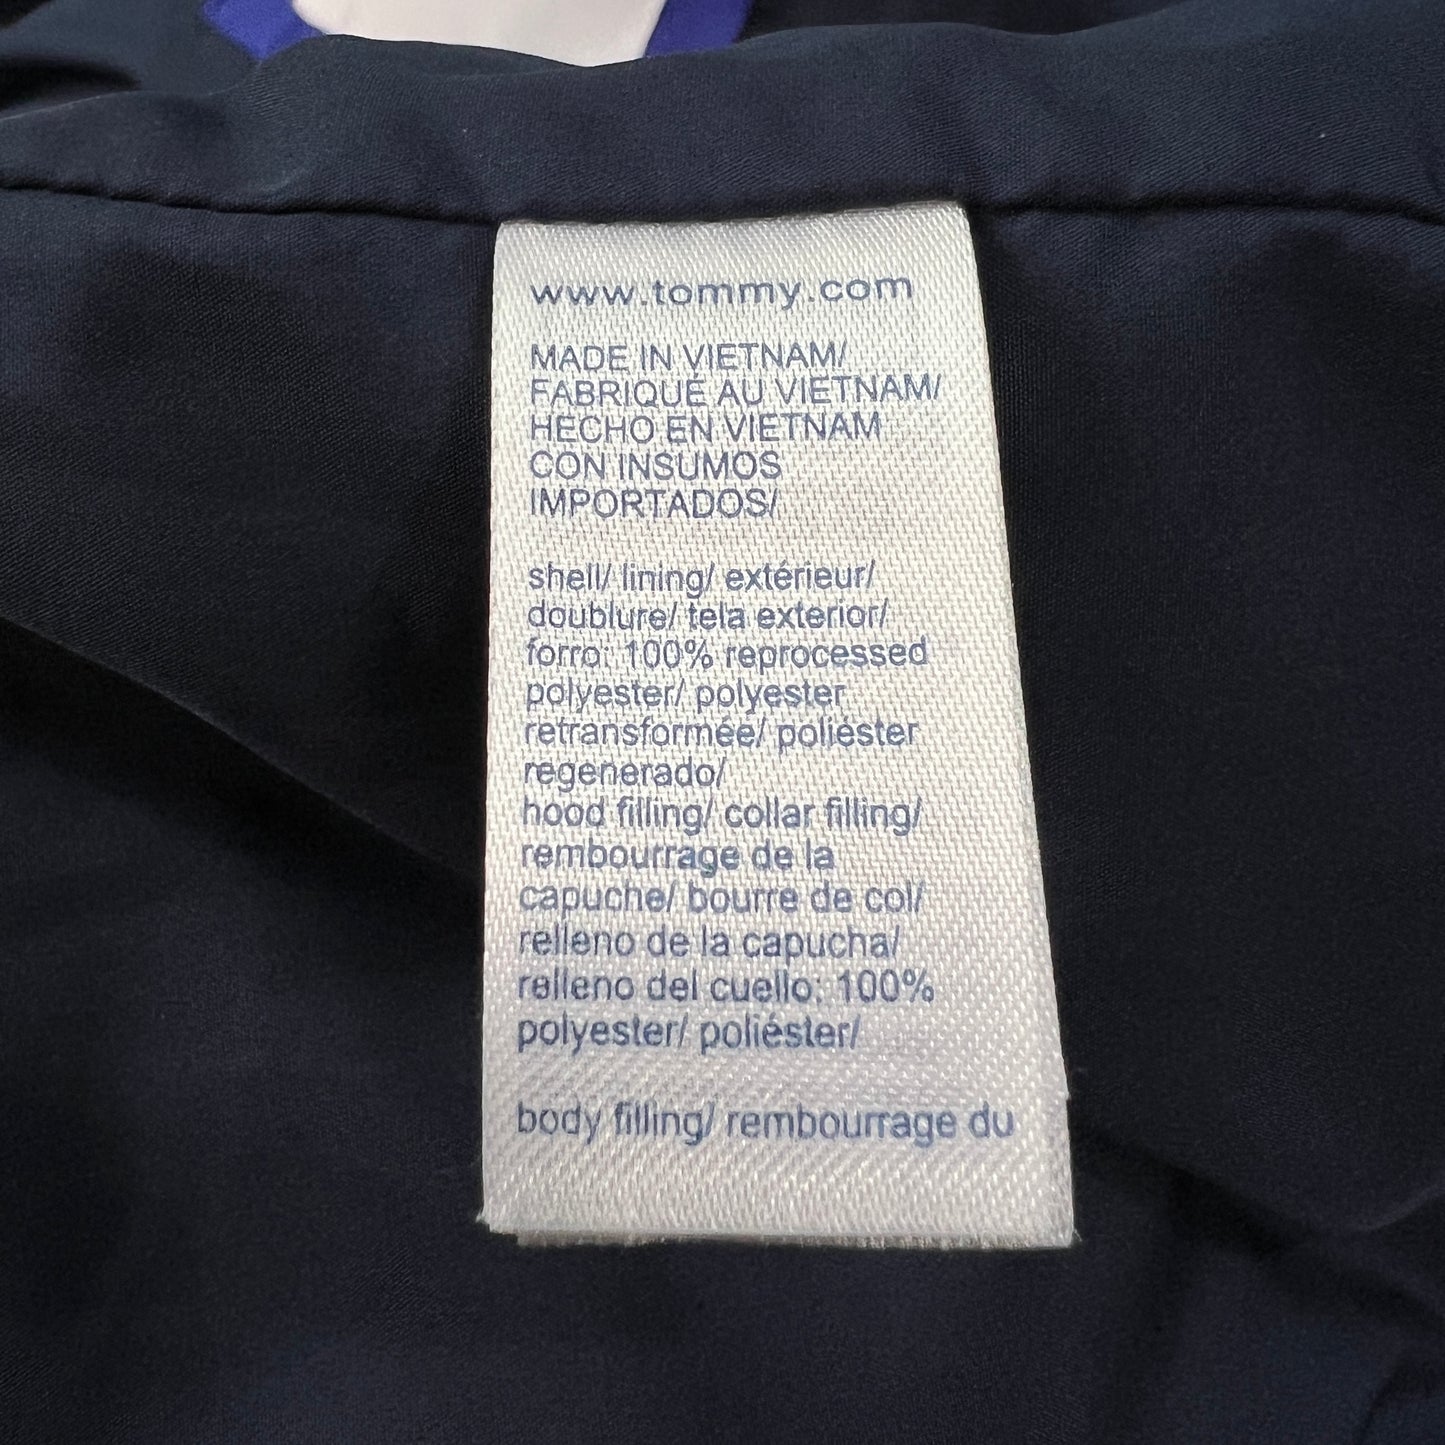 www.tommy.com
MADE IN VIETNAM/
FABRIQUÉ AU VIETNAM/
HECHO EN VIETNAM
CON INSUMOS
IMPORTADOS/
shell/ lining/ extérieur/
doublure/ tela exterior/
forro: 100% reprocessed
polyester/ polyester
retransformée/ poliéster
regenerado/
hood filling/ collar filling/
rembourrage de la
capuche/ bourre de col/
relleno de la capucha/
relleno del cuello: 100%
polyester/ poliéster/
body filling/ rembourrage du